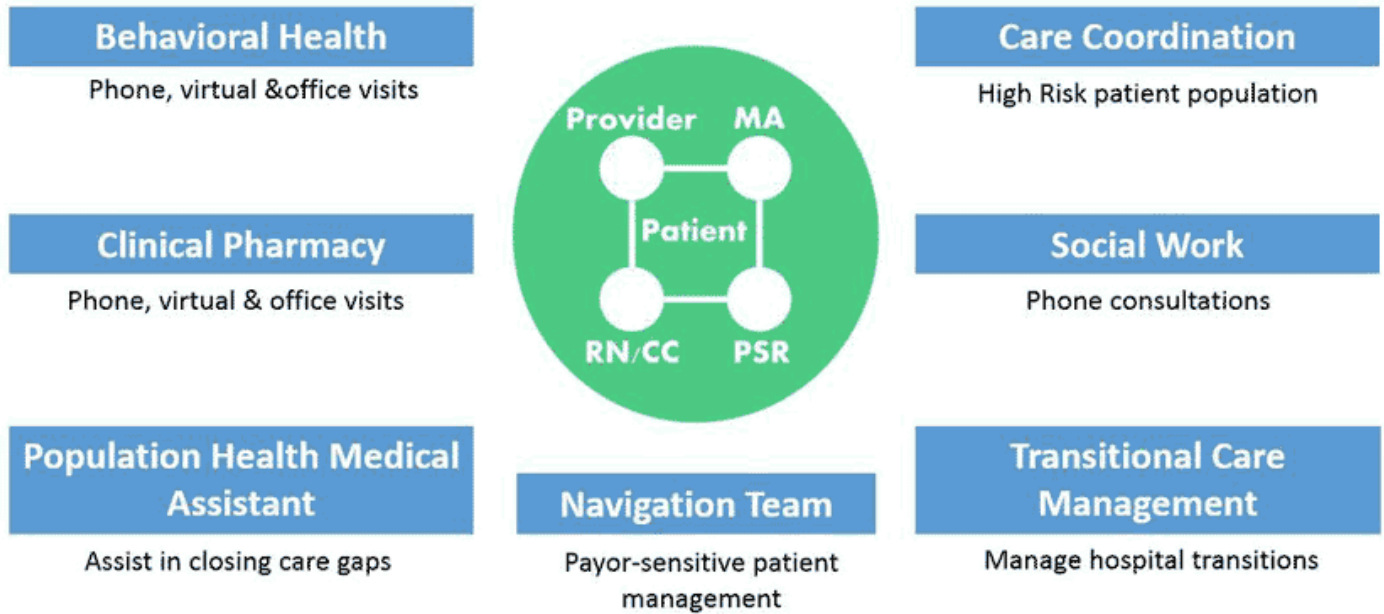 Behavioral Health
Phone, virtual &office visits
Clinical Pharmacy
Phone, virtual & office visits
Population Health Medical
Assistant
Assist in closing care gaps
Provider MA
Patient
RN/CC PSR
Navigation Team
Payor-sensitive patient
management
Care Coordination
High Risk patient population
Social Work
Phone consultations
Transitional Care
Management
Manage hospital transitions